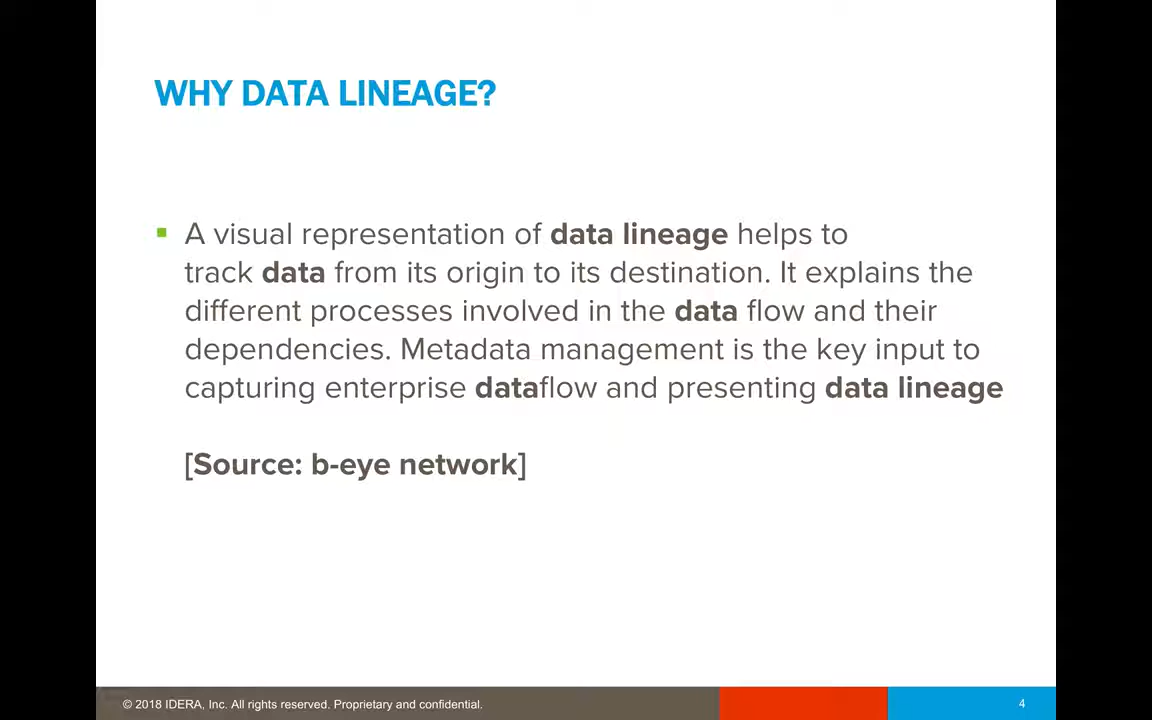 WHY DATA LINEAGE?
A visual representation of data lineage helps to
track data from its origin to its destination. It explains the
different processes involved in the data flow and their
dependencies. Metadata management is the key input to
capturing enterprise dataflow and presenting data lineage
[Source: b-eye network]
© 2018 IDERA, Inc. All rights reserved. Proprietary and confidential.
4